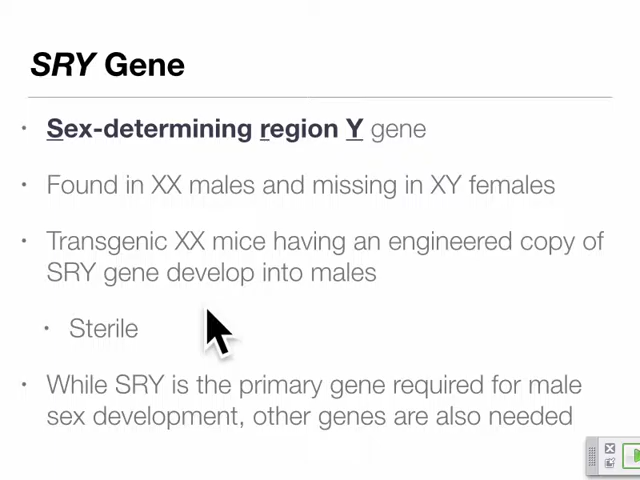 SRY Gene
• Sex-determining region Y gene
• Found in XX males and missing in XY females
• Transgenic XX mice having an engineered copy of
SRY gene develop into males
• Sterile
• While SRY is the primary gene required for male
sex development, other genes are also needed